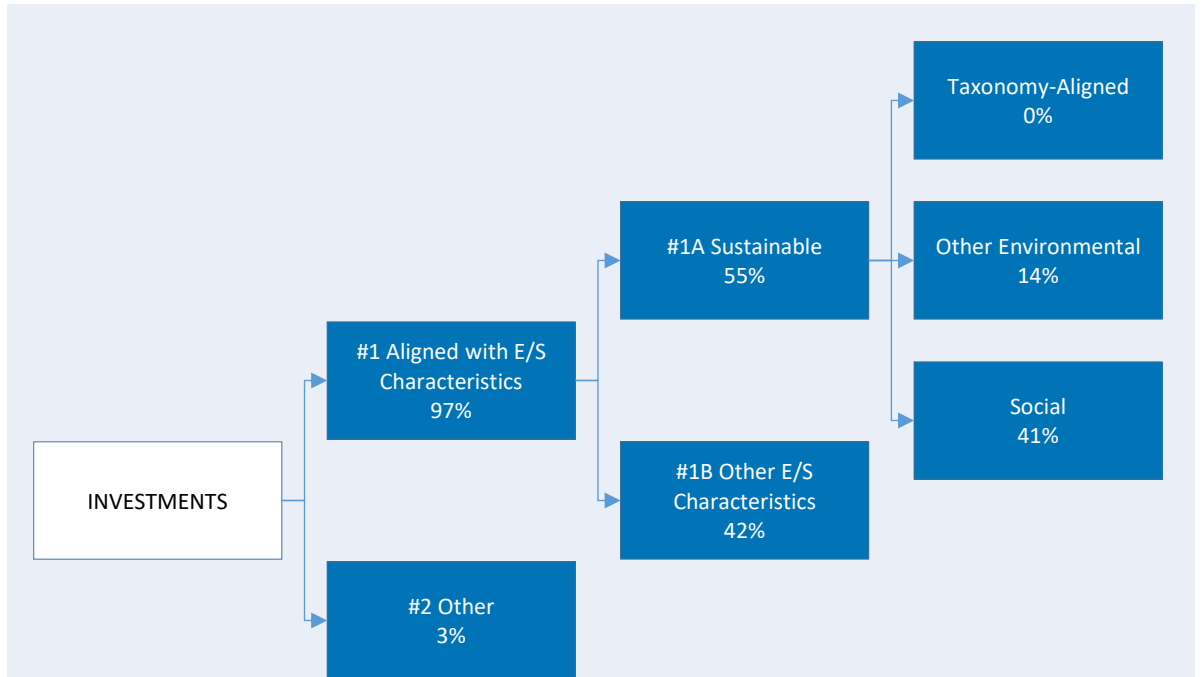 INVESTMENTS
#1 Aligned with E/S
Characteristics
97%
#2 Other
3%
#1A Sustainable
55%
#1B Other E/S
Characteristics
42%
Taxonomy-Aligned
0%
Other Environmental
14%
Social
41%